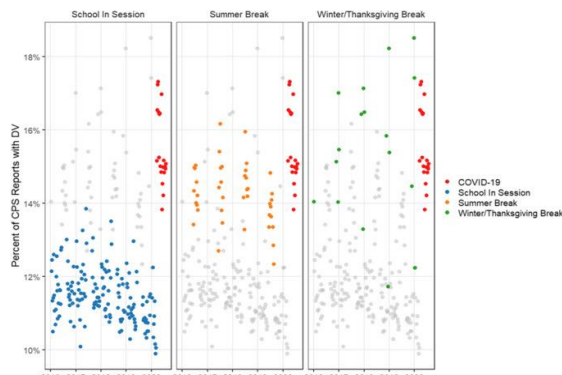 School In Session
Summer Break
Winter/Thanksgiving Break
Percent of CPS Reports with DV
18%
16%
14%
12%
10%
COVID-19
School In Session
Summer Break
Winter/Thanksgiving Break